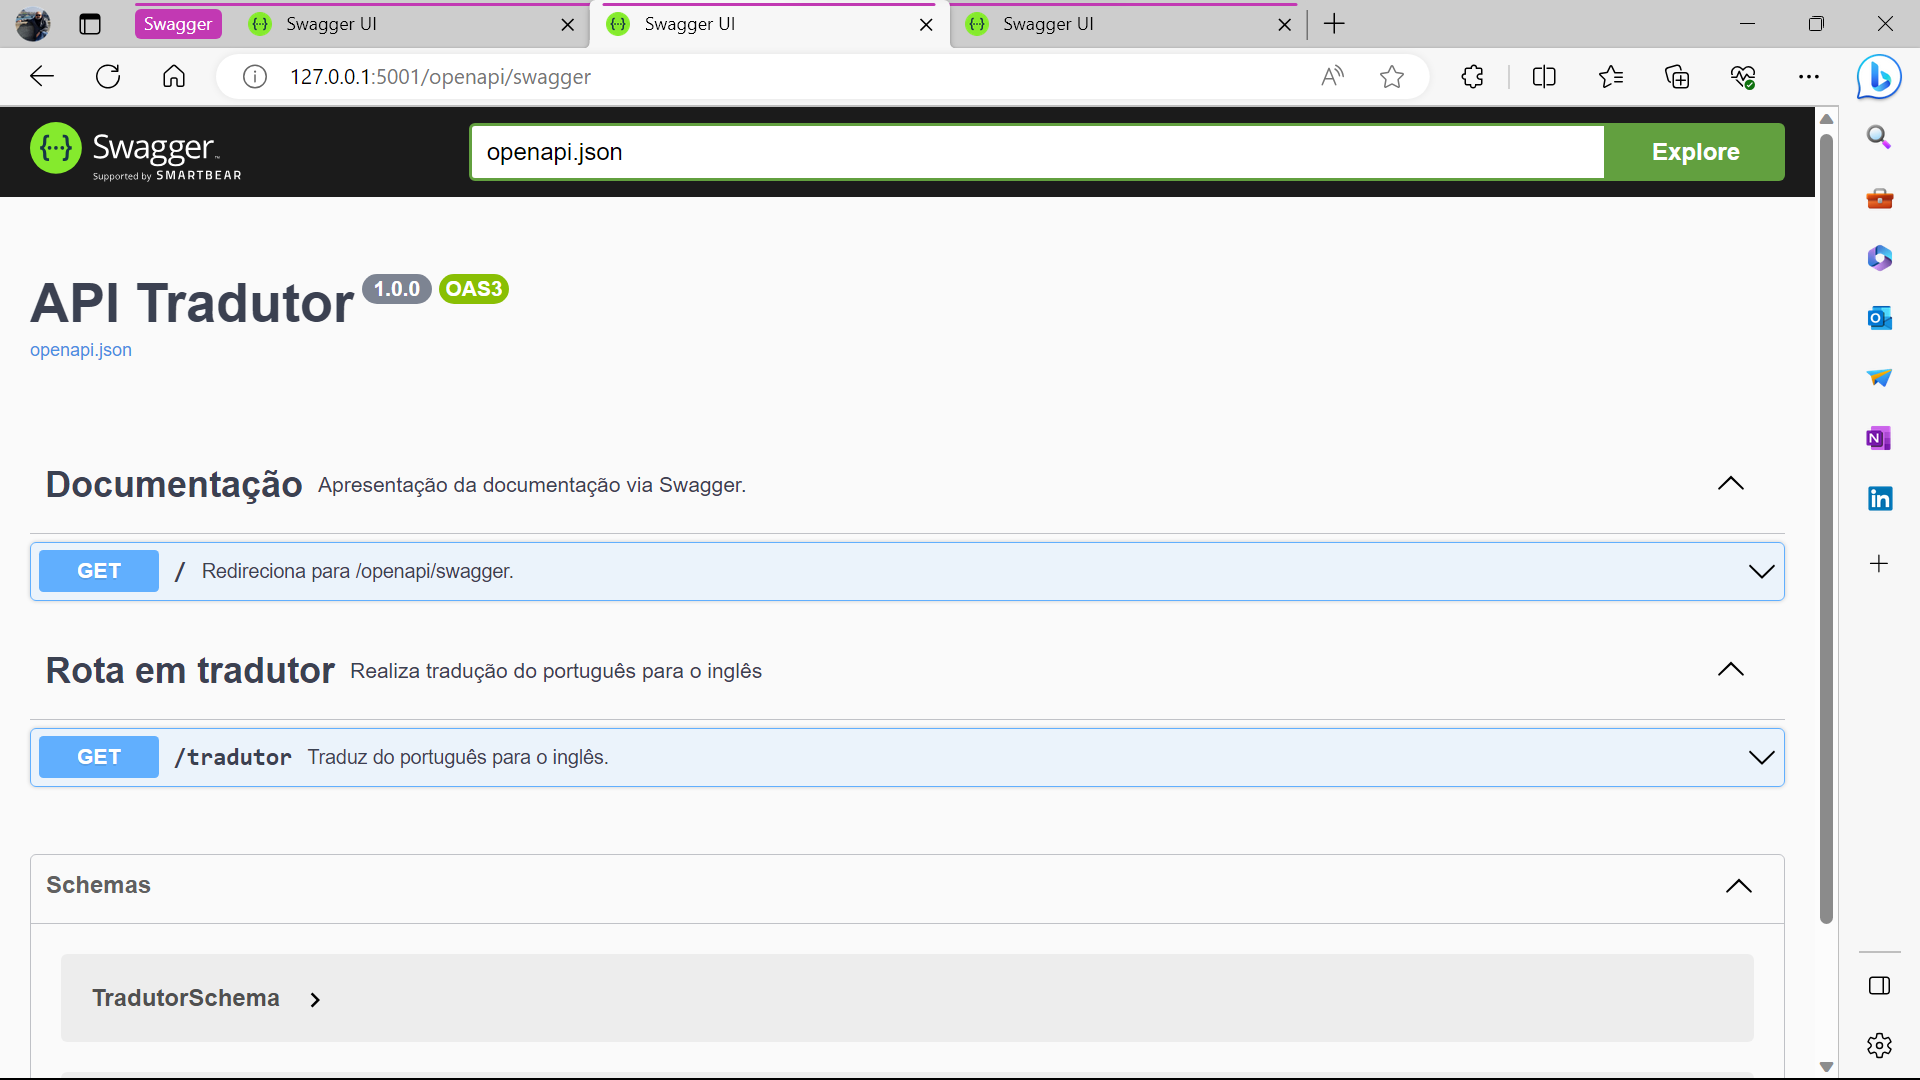 Swagger
Swagger UI
Swagger UI
Swagger UI
127.0.0.1:5001/openapi/swagger
Swagger
Supported by SMARTBEAR
openapi.json
Explore
API Tradutor 1.0.0 OAS3
openapi.json
Documentação Apresentação da documentação via Swagger.
GET / Redireciona para /openapi/swagger.
Rota em tradutor Realiza tradução do português para o inglês
GET /tradutor Traduz do português para o inglês.
Schemas
TradutorSchema